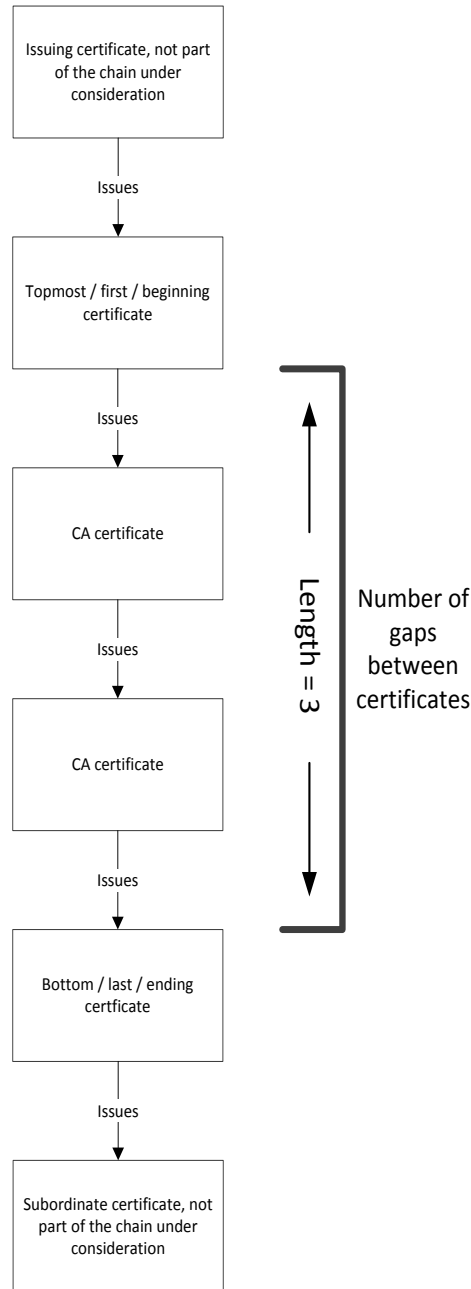 Issuing certificate, not part
of the chain under
consideration
Issues
Topmost / first / beginning
certificate
Issues
CA certificate
Issues
CA certificate
Issues
Bottom / last / ending
certficate
Issues
Subordinate certificate, not
part of the chain under
consideration
Length = 3
Number of
gaps
between
certificates